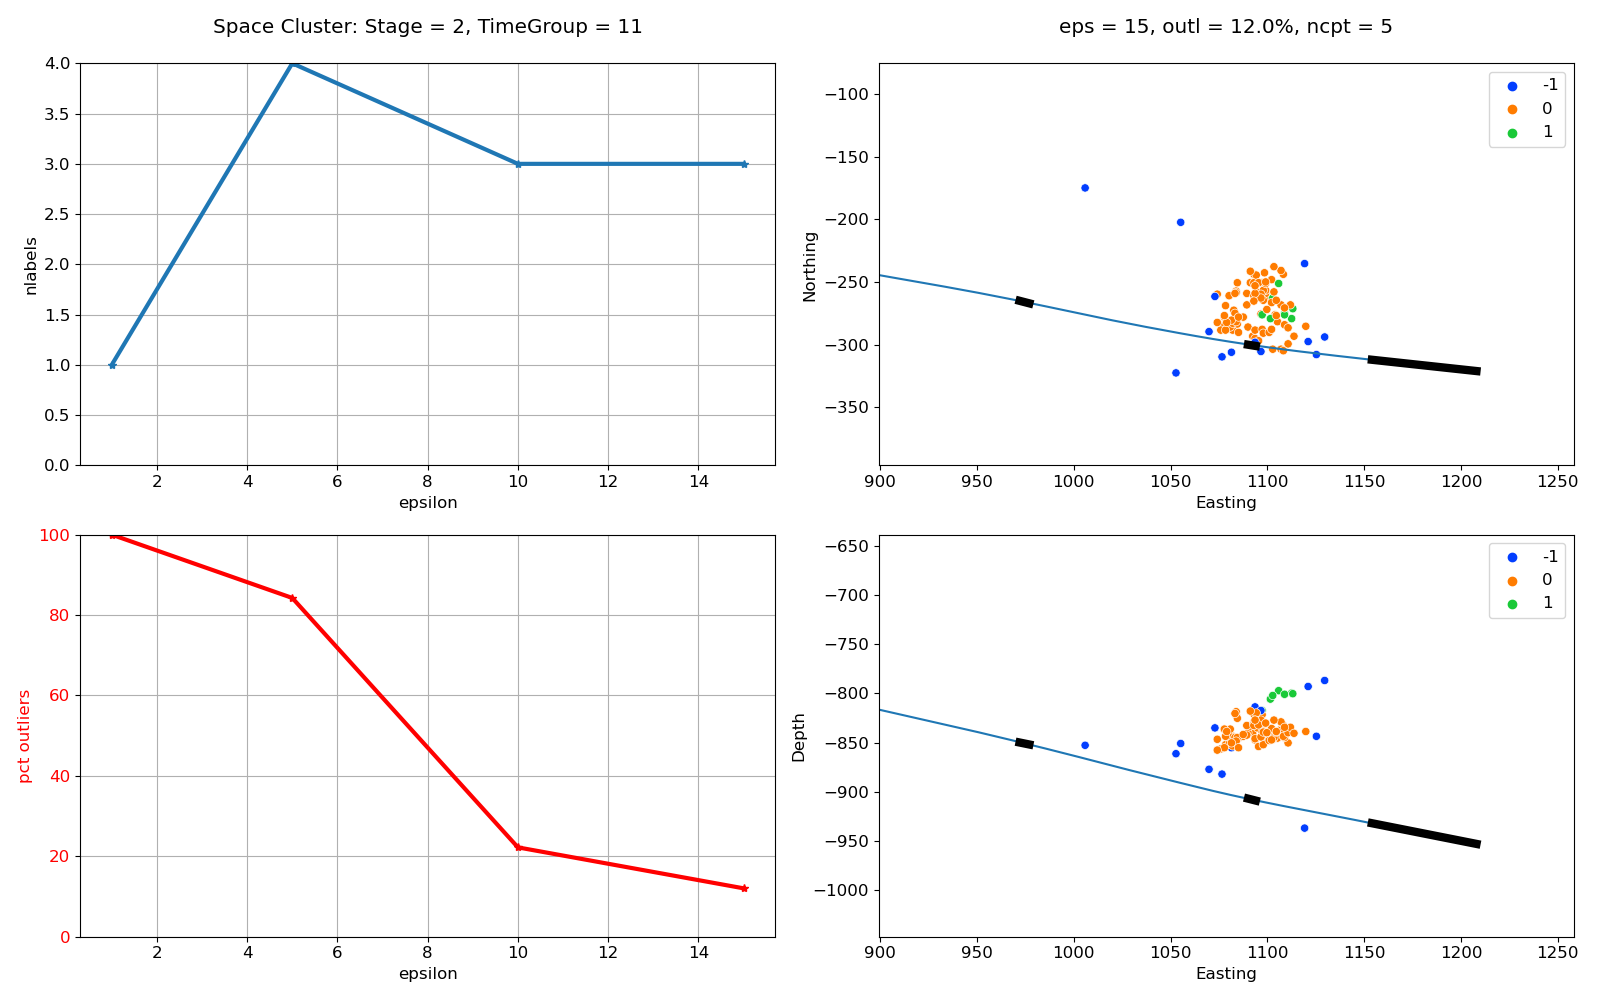 Space Cluster: Stage = 2, TimeGroup = 11
4.0
3.5
3.0
2.5
2.0
1.5
1.0
0.5
0.0
nlabels
2 4 6 8 10 12 14
epsilon
eps = 15, outl = 12.0%, ncpt = 5
-1
0
1
−100
−150
−200
−250
−300
−350
Northing
900 950 1000 1050 1100 1150 1200 1250
Easting
100
80
60
40
20
0
pct outliers
2 4 6 8 10 12 14
epsilon
-1
0
1
−650
−700
−750
−800
−850
−900
−950
−1000
Depth
900 950 1000 1050 1100 1150 1200 1250
Easting